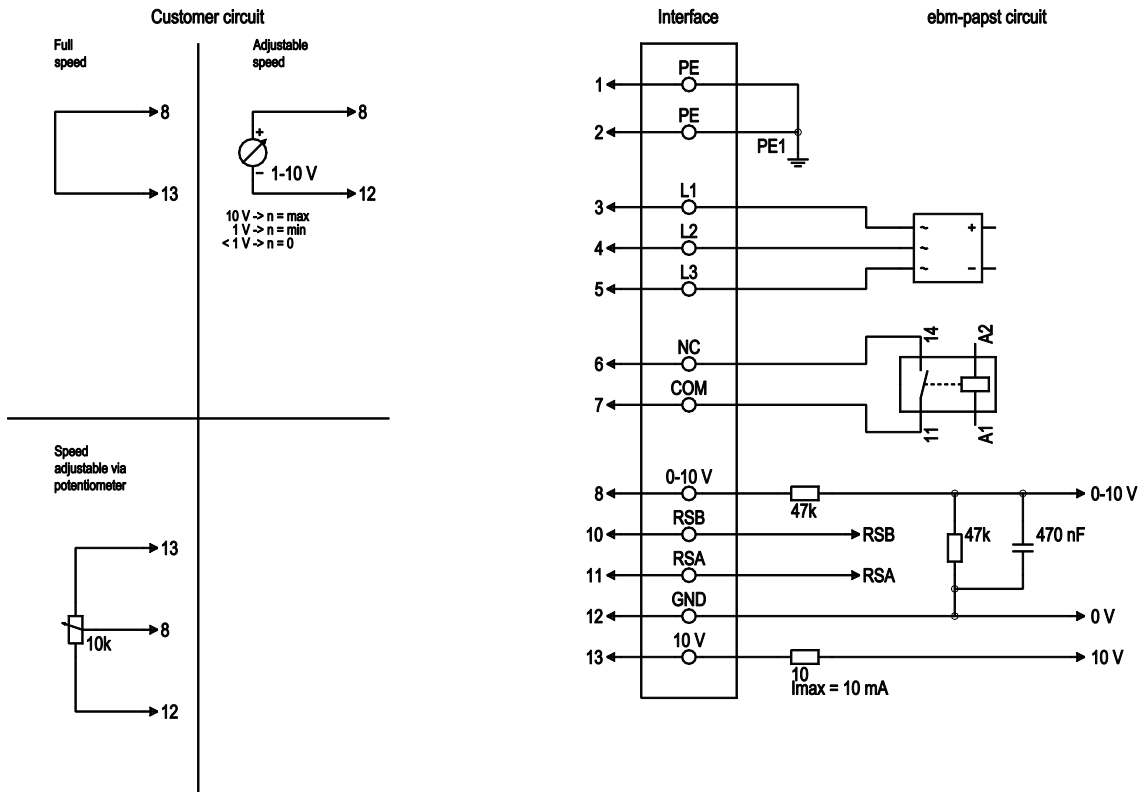 Customer circuit
Interface
ebm-papst circuit
Full
speed
8
13
Adjustable
speed
8
+
–
1-10 V
12
10 V -> n = max
1 V -> n = min
< 1 V -> n = 0
Speed
adjustable via
potentiometer
13
10k
8
12
1
PE
2
PE
PE1
3
L1
4
L2
5
L3
~
~
~
+
–
6
NC
7
COM
14
A2
11
A1
8
0-10 V
47k
0-10 V
10
RSB
RSB
47k
470 nF
11
RSA
RSA
12
GND
0 V
13
10 V
10
Imax = 10 mA
10 V